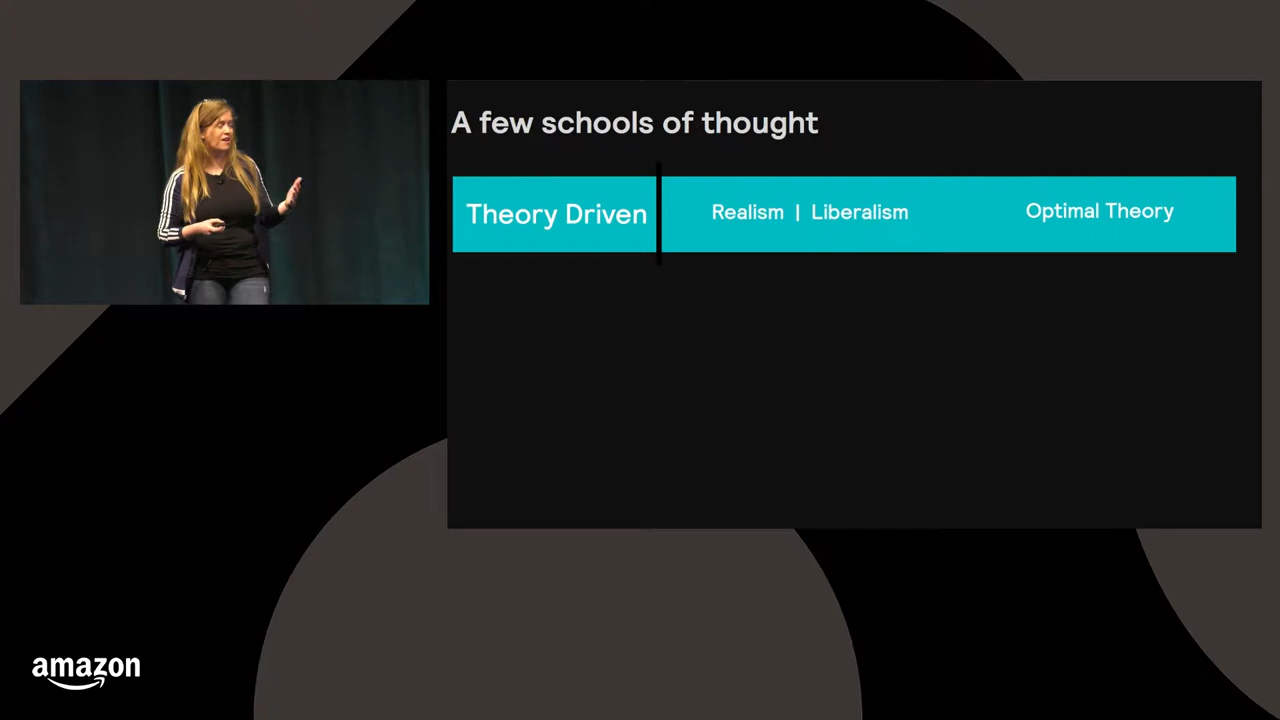 A few schools of thought
Theory Driven
Realism | Liberalism
Optimal Theory
amazon